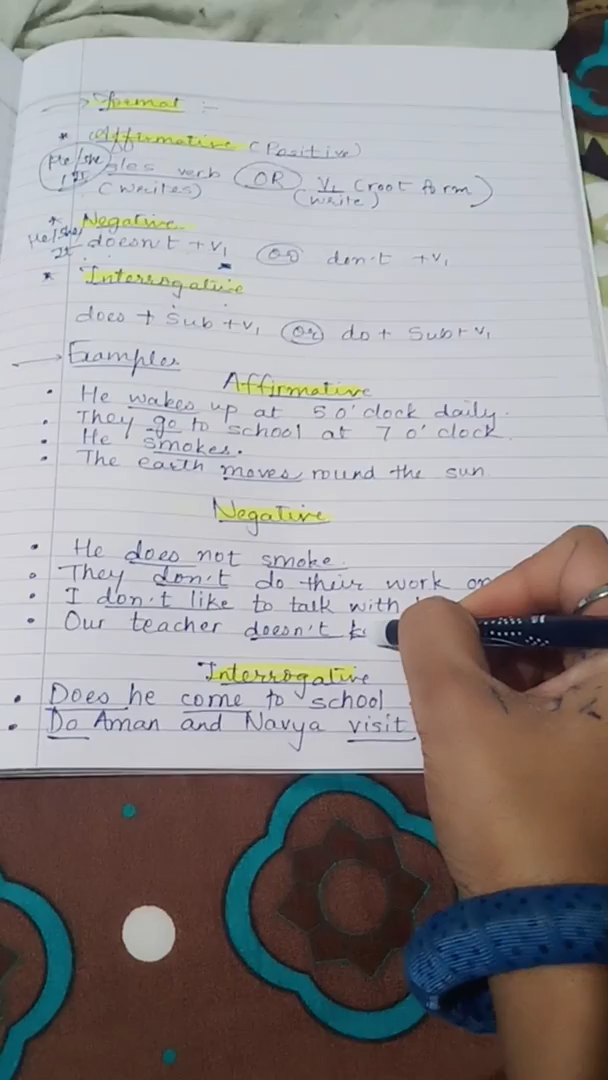 → Format :-
* Affirmative (Positive)
He/she
It s/es verb OR V1 (root form)
(writes) (write)
* Negative
He/she
It doesn't + V1 or don't + V1
* Interrogative
does + Sub + V1 or do + Sub + V1
→ Examples
Affirmative
• He wakes up at 5 o'clock daily.
• They go to school at 7 o'clock.
• He smokes.
• The earth moves round the sun
Negative
• He does not smoke.
• They don't do their work
• I don't like to talk with
• Our teacher doesn't
Interrogative
• Does he come to school
• Do Aman and Navya visit